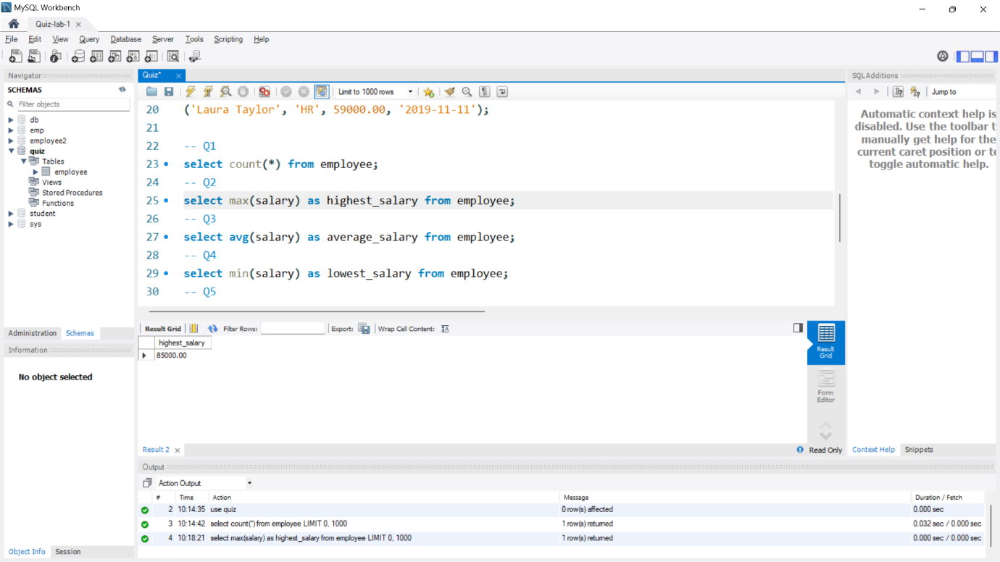 MySQL Workbench
Quiz-lab-1
File Edit View Query Database Server Tools Scripting Help
Navigator
SCHEMAS
Filter objects
db
emp
employee2
quiz
Tables
employee
Views
Stored Procedures
Functions
student
sys
Administration Schemas
Information
No object selected
Object Info Session
Quiz*
Limit to 1000 rows
20 ('Laura Taylor', 'HR', 59000.00, '2019-11-11');
21
22 -- Q1
23 select count(*) from employee;
24 -- Q2
25 select max(salary) as highest_salary from employee;
26 -- Q3
27 select avg(salary) as average_salary from employee;
28 -- Q4
29 select min(salary) as lowest_salary from employee;
30 -- Q5
Result Grid Filter Rows: Export: Wrap Cell Content:
highest_salary
85000.00
Result
Grid
Form
Editor
Result 2
Read Only
SQLAdditions
Jump to
Automatic context help is
disabled. Use the toolbar t
manually get help for the
current caret position or to
toggle automatic help.
Context Help Snippets
Output
Action Output
# Time Action Message Duration / Fetch
2 10:14:35 use quiz 0 row(s) affected 0.000 sec
3 10:14:42 select count(*) from employee LIMIT 0, 1000 1 row(s) returned 0.032 sec / 0.000 sec
4 10:18:21 select max(salary) as highest_salary from employee LIMIT 0, 1000 1 row(s) returned 0.000 sec / 0.000 sec